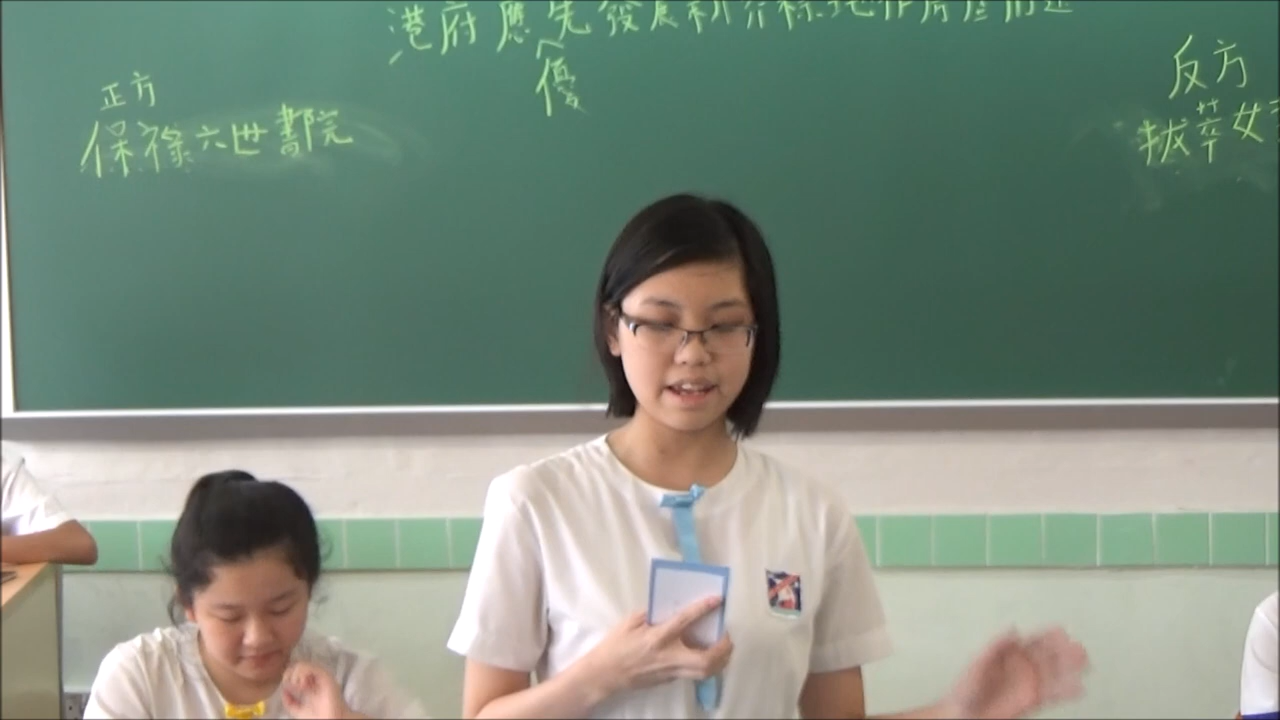 港府應先發展新界綠地作房屋用途
優
正方
保祿六世書院
反方
拔萃女